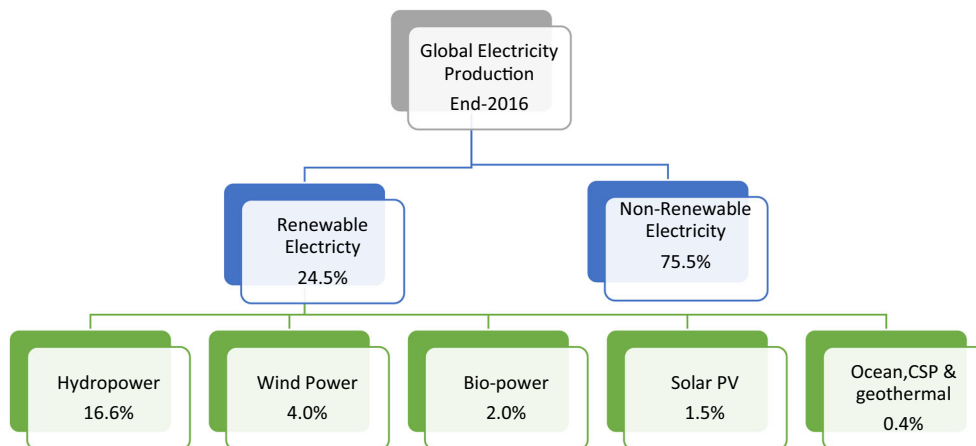 Global Electricity
Production
End-2016
Renewable
Electricty
24.5%
Non-Renewable
Electricity
75.5%
Hydropower
16.6%
Wind Power
4.0%
Bio-power
2.0%
Solar PV
1.5%
Ocean,CSP &
geothermal
0.4%